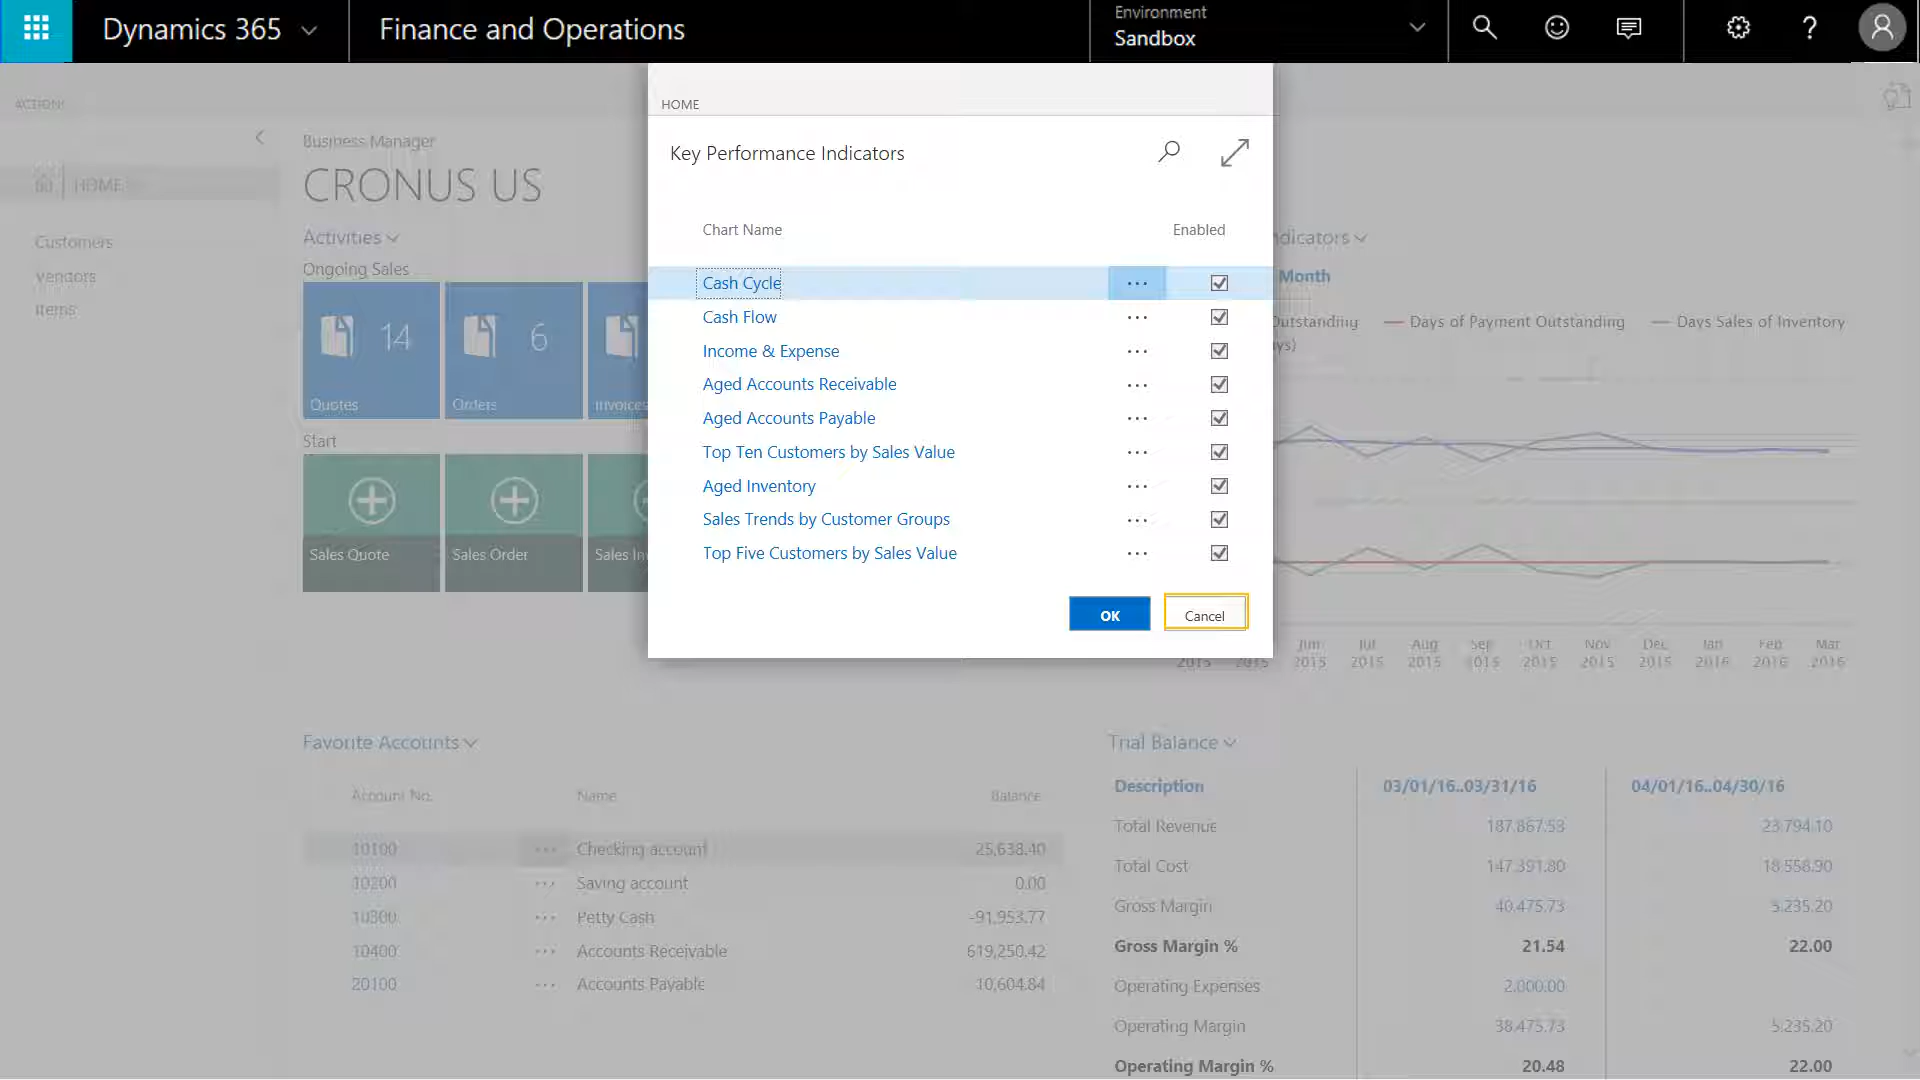 Dynamics 365
Finance and Operations
Environment
Sandbox
ACTIONS
HOME
Key Performance Indicators
Chart Name Enabled
Cash Cycle
Cash Flow
Income & Expense
Aged Accounts Receivable
Aged Accounts Payable
Top Ten Customers by Sales Value
Aged Inventory
Sales Trends by Customer Groups
Top Five Customers by Sales Value
OK Cancel
HOME
Customers
Vendors
Items
Business Manager
CRONUS US
Activities
Ongoing Sales
14
Quotes
6
Orders
Invoices
Start
Sales Quote
Sales Order
Sales In
dicators
Month
Outstanding Days of Payment Outstanding Days Sales of Inventory
ys)
Jun Jul Aug Sep Oct Nov Dec Jan Feb Mar
2015 2015 2015 2015 2015 2015 2015 2015 2015 2016 2016 2016
Favorite Accounts
Account No. Name Balance
10100 Checking account 25,638.40
10200 Saving account 0.00
10300 Petty Cash -91,953.77
10400 Accounts Receivable 619,250.42
20100 Accounts Payable 10,604.84
Trial Balance
Description 03/01/16..03/31/16 04/01/16..04/30/16
Total Revenue 187,867.53 23,794.10
Total Cost 147,391.80 18,558.90
Gross Margin 40,475.73 5,235.20
Gross Margin % 21.54 22.00
Operating Expenses 2,000.00
Operating Margin 38,475.73 5,235.20
Operating Margin % 20.48 22.00